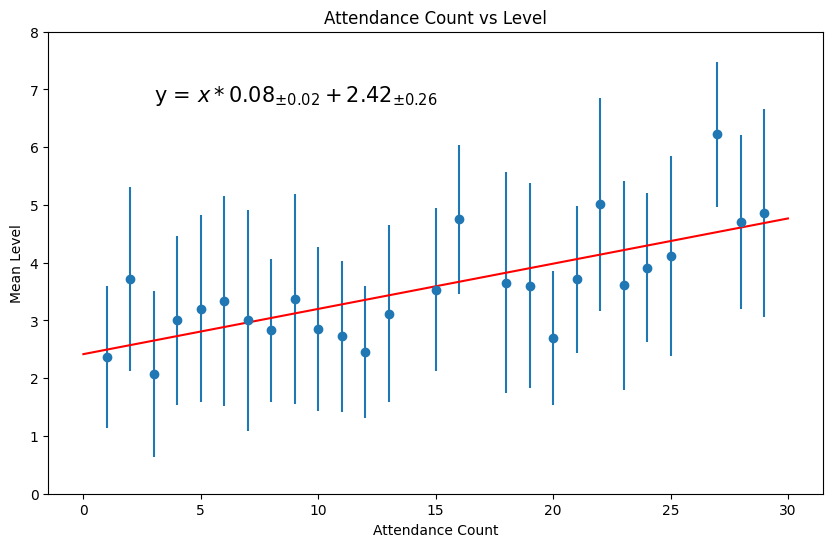 Attendance Count vs Level
8
y = x * 0.08±0.02 + 2.42±0.26
7
6
5
4
3
2
1
0
Mean Level
0 5 10 15 20 25 30
Attendance Count